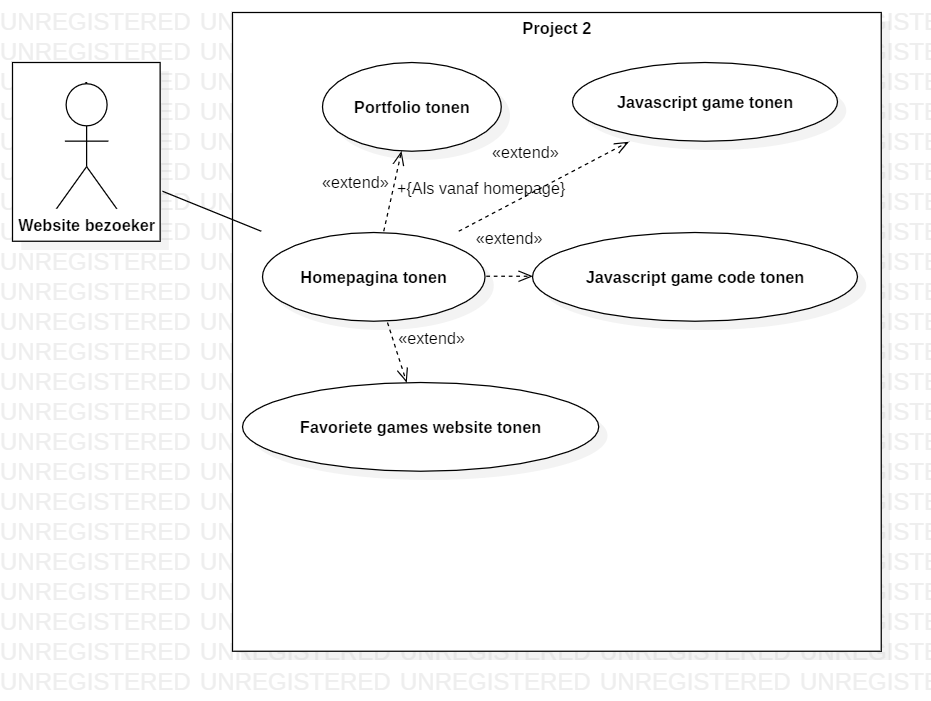 Project 2
Portfolio tonen
Javascript game tonen
«extend»
«extend»
+{Als vanaf homepage}
Website bezoeker
«extend»
Homepagina tonen
Javascript game code tonen
«extend»
Favoriete games website tonen
UNREGISTERED UNREGISTERED UNREGISTERED UNREGISTERED UNREGISTERED